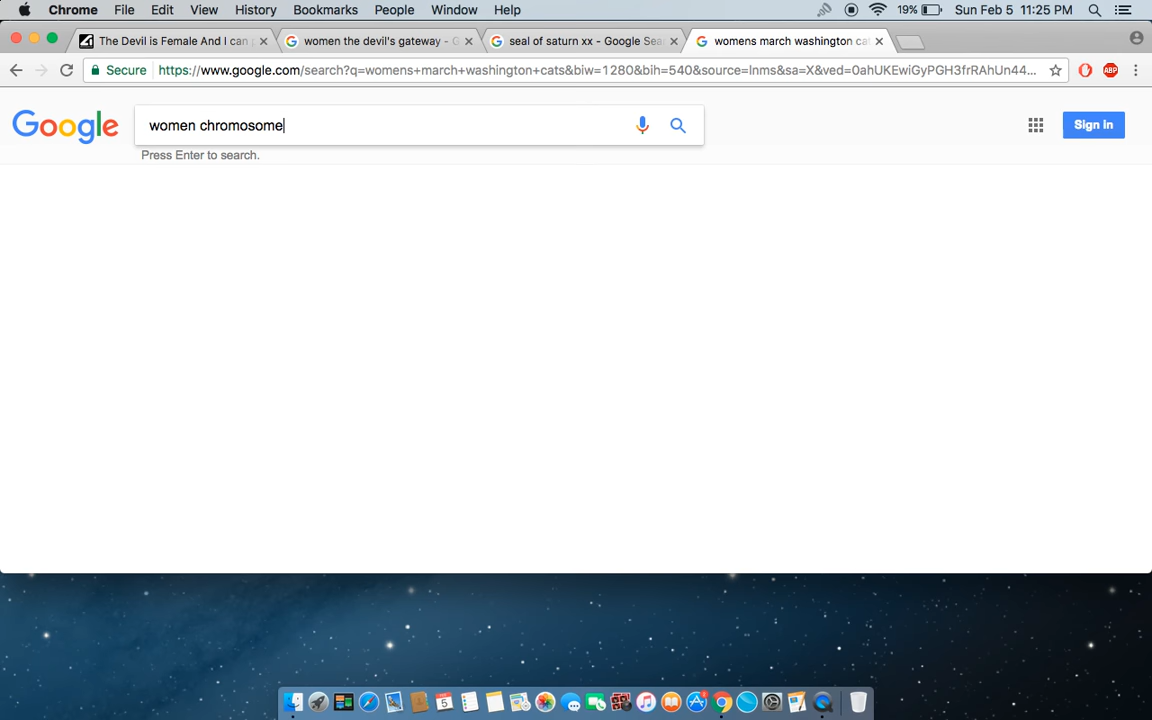 Chrome File Edit View History Bookmarks People Window Help 19% Sun Feb 5 11:25 PM
The Devil is Female And I can women the devil's gateway - G seal of saturn xx - Google Sea womens march washington ca
Secure https://www.google.com/search?q=womens+march+washington+cats&biw=1280&bih=540&source=lnms&sa=X&ved=0ahUKEwiGyPGH3frRAhUn44... ABP
Google women chromosome Sign in
Press Enter to search.
5